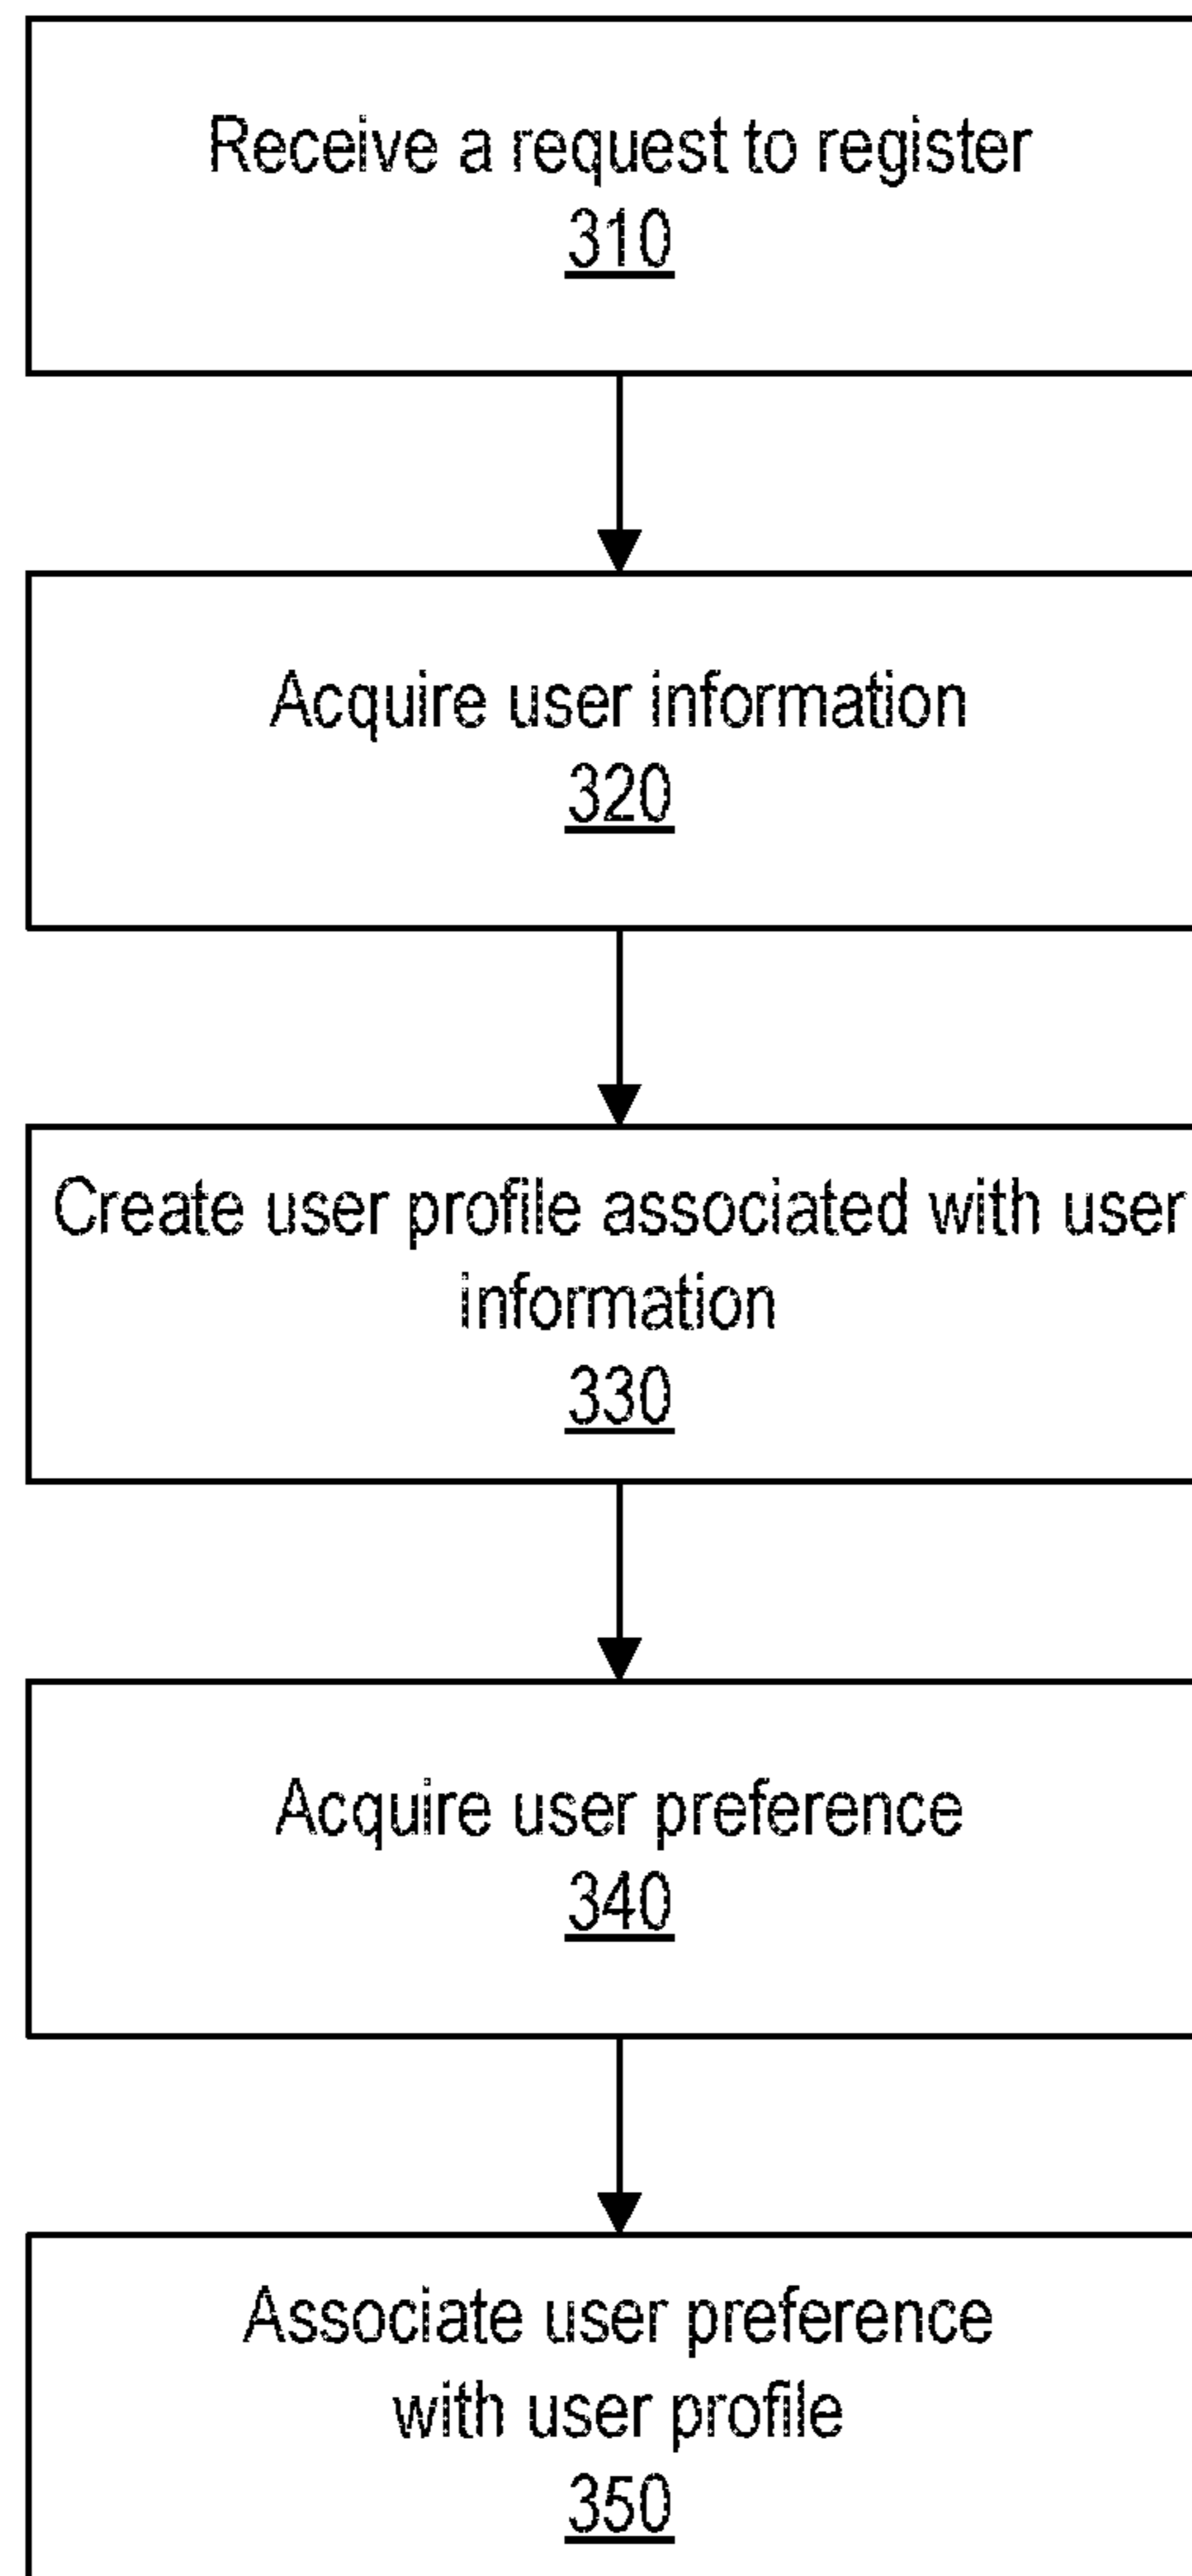 Receive a request to register
310
Acquire user information
320
Create user profile associated with user
information
330
Acquire user preference
340
Associate user preference
with user profile
350